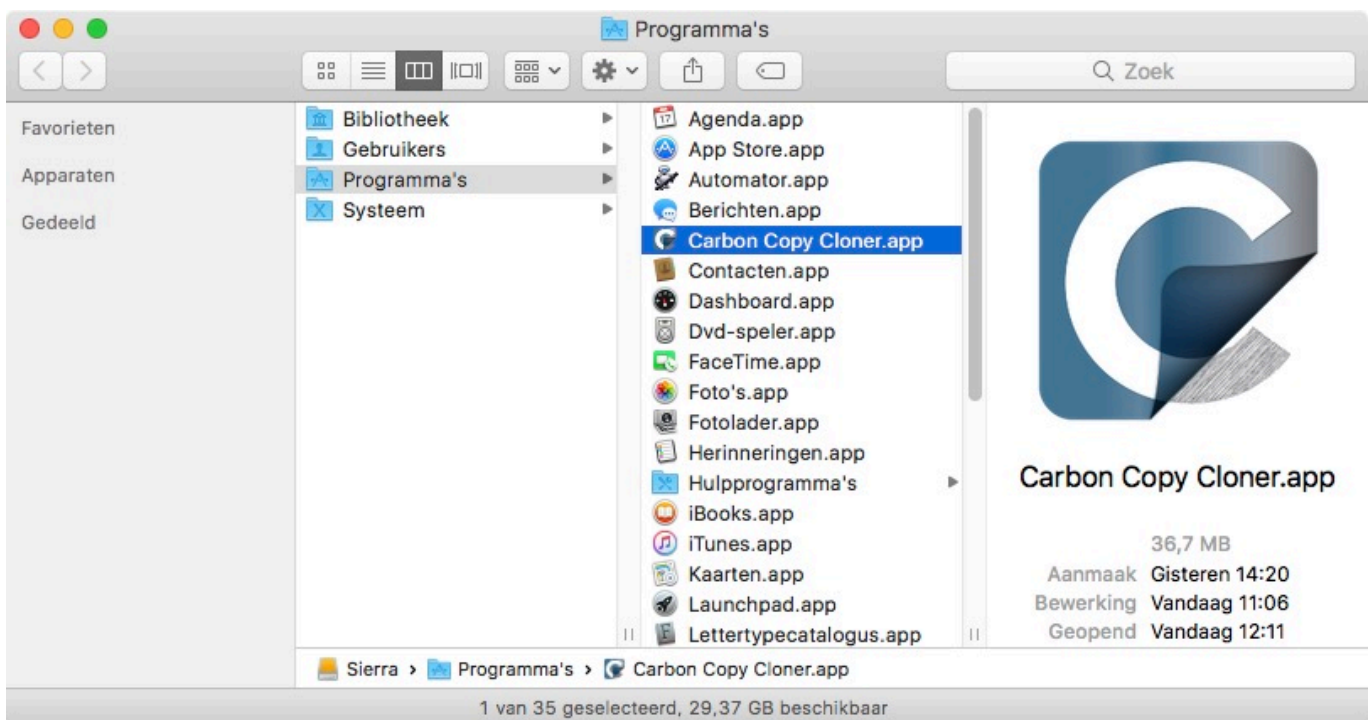 Programma's
Zoek
Favorieten
Apparaten
Gedeeld
Bibliotheek
Gebruikers
Programma's
Systeem
Agenda.app
App Store.app
Automator.app
Berichten.app
Carbon Copy Cloner.app
Contacten.app
Dashboard.app
Dvd-speler.app
FaceTime.app
Foto's.app
Fotolader.app
Herinneringen.app
Hulpprogramma's
iBooks.app
iTunes.app
Kaarten.app
Launchpad.app
Lettertypecatalogus.app
Carbon Copy Cloner.app
36,7 MB
Aanmaak Gisteren 14:20
Bewerking Vandaag 11:06
Geopend Vandaag 12:11
Sierra › Programma's › Carbon Copy Cloner.app
1 van 35 geselecteerd, 29,37 GB beschikbaar